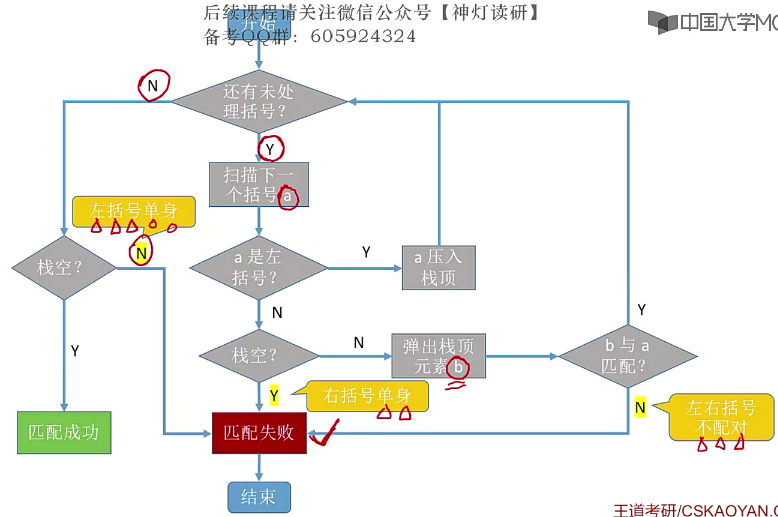 后续课程请关注微信公众号【神灯读研】
备考QQ群：605924324
开始
中国大学MO
N
还有未处
理括号？
Y
扫描下一
个括号a
左括号单身
N
栈空？
a 是左
括号？
Y
a 压入
栈顶
N
Y
栈空？
N
弹出栈顶
元素 b
b 与 a
匹配？
Y
Y
右括号单身
N
左右括号
不配对
匹配成功
匹配失败
结束
王道考研/CSKAOYAN.C